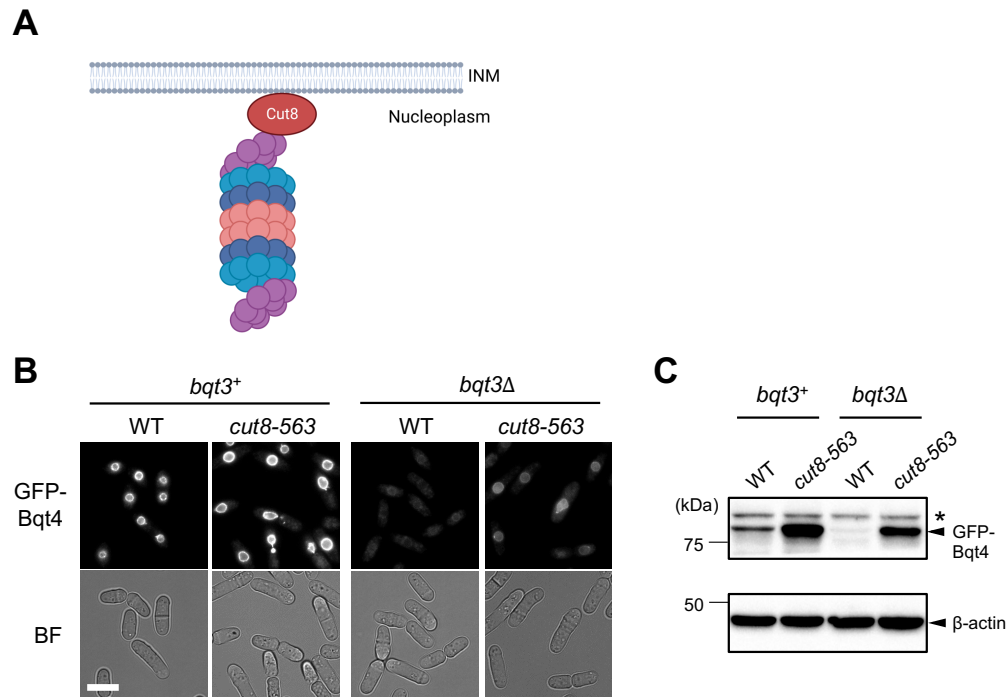 A
INM
Cut8
Nucleoplasm
B
bqt3⁺ bqt3Δ
WT cut8-563 WT cut8-563
GFP-
Bqt4
BF
C
bqt3⁺ bqt3Δ
WT cut8-563 WT cut8-563
(kDa)
*
75
GFP-
Bqt4
50
β-actin